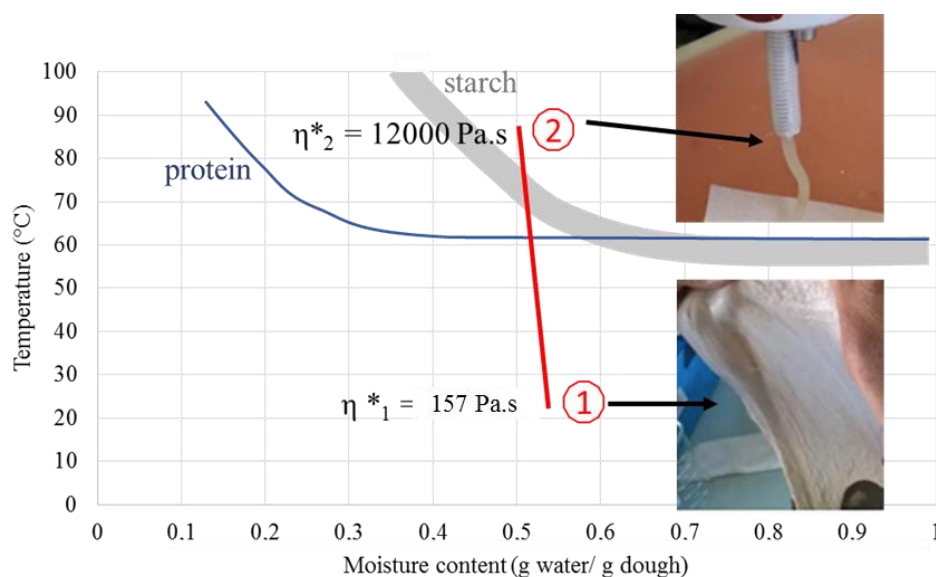 100
90
80
70
60
50
40
30
20
10
0
Temperature (°C)
starch
η*₂ = 12000 Pa.s
②
protein
η *₁ = 157 Pa.s
①
0 0.1 0.2 0.3 0.4 0.5 0.6 0.7 0.8 0.9 1
Moisture content (g water/ g dough)